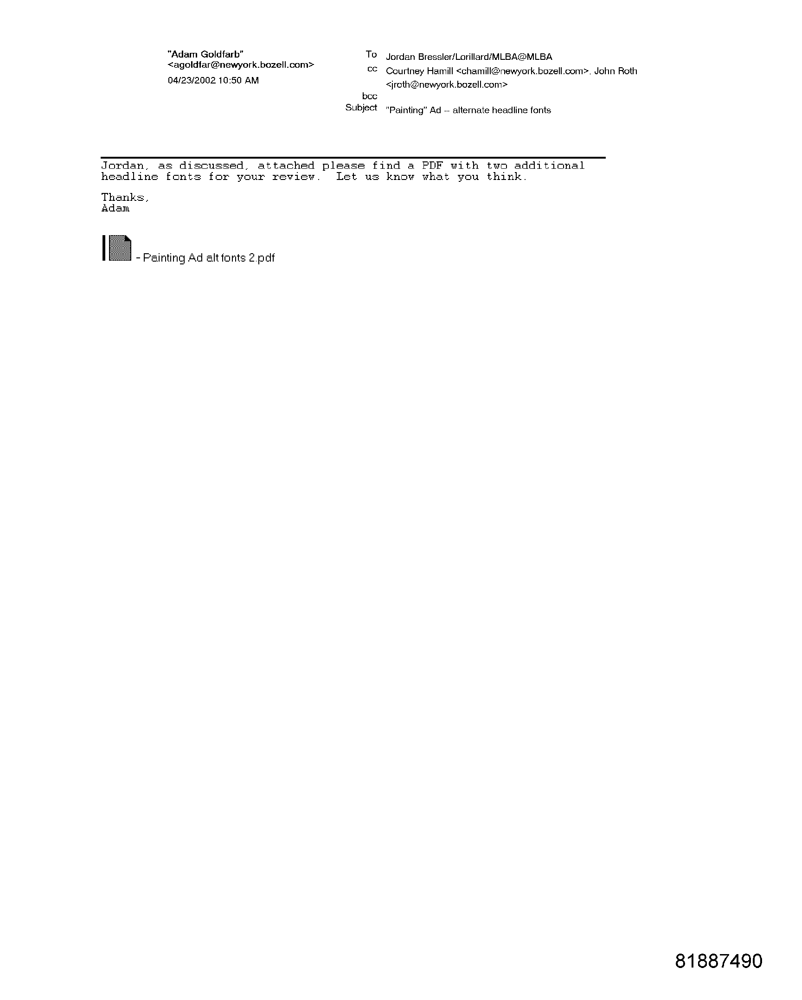 "Adam Goldfarb"
<agoldfar@newyork.bozell.com>
04/23/2002 10:50 AM
To Jordan Bressler/Lorillard/MLBA@MLBA
cc Courtney Hamill <chamill@newyork.bozell.com>, John Roth
<jroth@newyork.bozell.com>
bcc
Subject "Painting" Ad -- alternate headline fonts
Jordan, as discussed, attached please find a PDF with two additional
headline fonts for your review. Let us know what you think.
Thanks,
Adam
- Painting Ad alt fonts 2.pdf
81887490